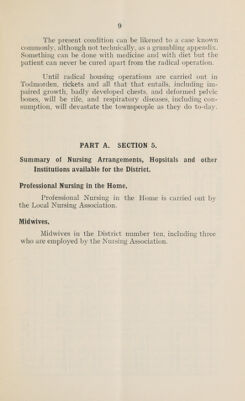 9
The present condition can be likened to a case known
commonly, although not technically, as a grumbling appendix.
Something can be done with medicine and with diet but the
patient can never be cured apart from the radical operation.
Until radical housing operations are carried out in
Todmorden, rickets and all that that entails, including im-
paired growth, badly developed chests, and deformed pelvic
bones, will be rife, and respiratory diseases, including con-
sumption, will devastate the townspeople as they do to-day.
PART A. SECTION 5.
Summary of Nursing Arrangements, Hopsitals and other
Institutions available for the District.
Professional Nursing in the Home.
Professional Nursing in the Home is carried out by
the Local Nursing Association.
Midwives.
Midwives in the District number ten, including three
who are employed by the Nursing Association.